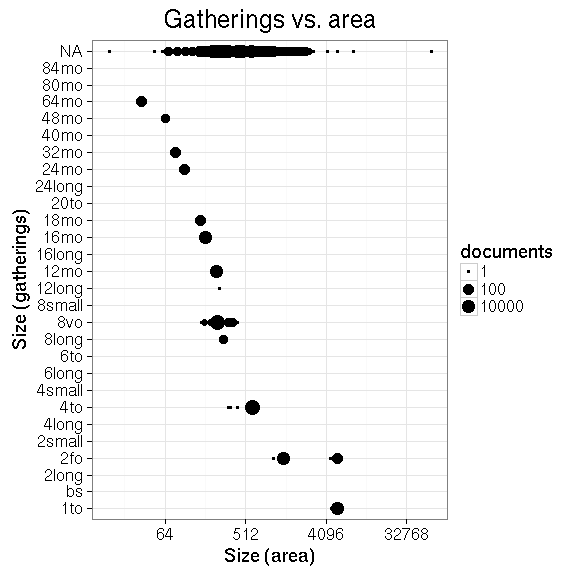 Gatherings vs. area
NA
84mo
80mo
64mo
48mo
40mo
32mo
24mo
24long
20to
18mo
16mo
16long
12mo
12long
8small
8vo
8long
6to
6long
4small
4to
4long
2small
2fo
2long
bs
1to
Size (gatherings)
64
512
4096
32768
Size (area)
documents
1
100
10000